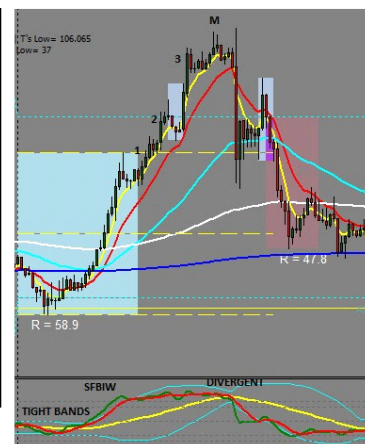 M
T's Low= 106.065
Low= 37
3
2
1
R = 47.8
R = 58.9
SFBIW
DIVERGENT
TIGHT BANDS